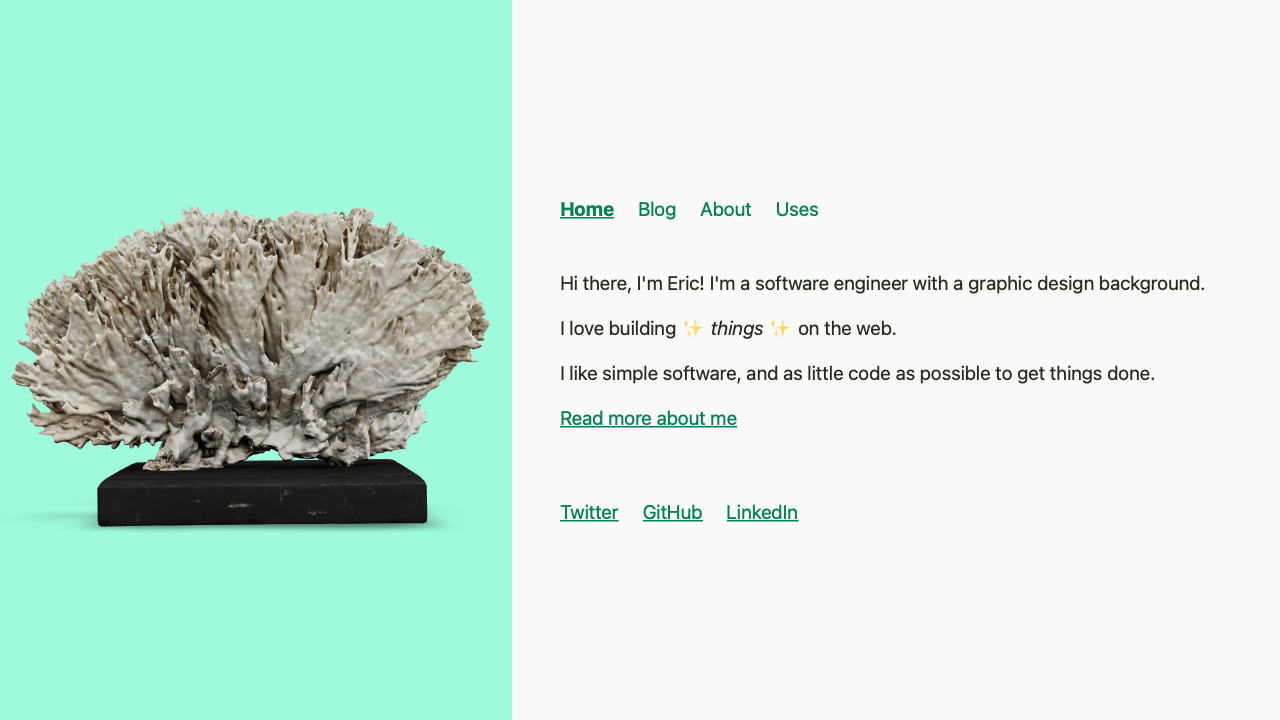 Home Blog About Uses
Hi there, I'm Eric! I'm a software engineer with a graphic design background.
I love building ✨ things ✨ on the web.
I like simple software, and as little code as possible to get things done.
Read more about me
Twitter GitHub LinkedIn